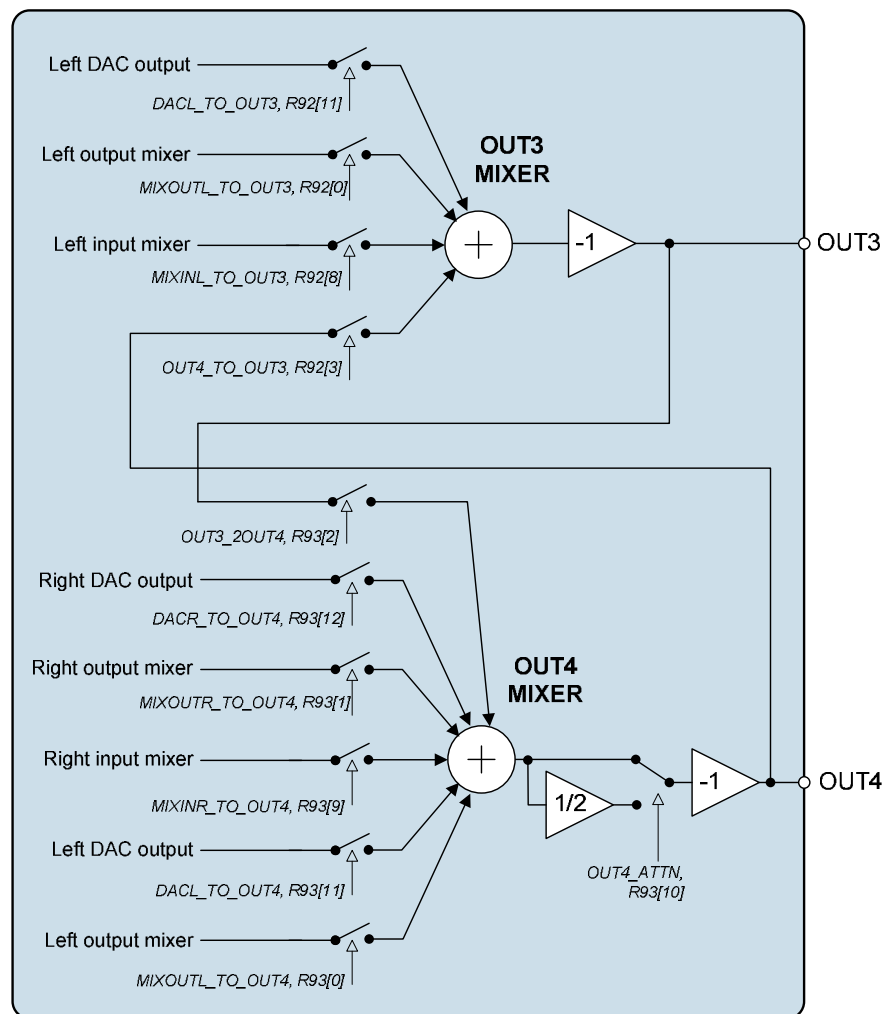 Left DAC output
DACL_TO_OUT3, R92[11]
Left output mixer
MIXOUTL_TO_OUT3, R92[0]
Left input mixer
MIXINL_TO_OUT3, R92[8]
OUT4_TO_OUT3, R92[3]
OUT3
MIXER
+
-1
OUT3
OUT3_2OUT4, R93[2]
Right DAC output
DACR_TO_OUT4, R93[12]
Right output mixer
MIXOUTR_TO_OUT4, R93[1]
Right input mixer
MIXINR_TO_OUT4, R93[9]
Left DAC output
DACL_TO_OUT4, R93[11]
Left output mixer
MIXOUTL_TO_OUT4, R93[0]
OUT4
MIXER
+
1/2
OUT4_ATTN,
R93[10]
-1
OUT4